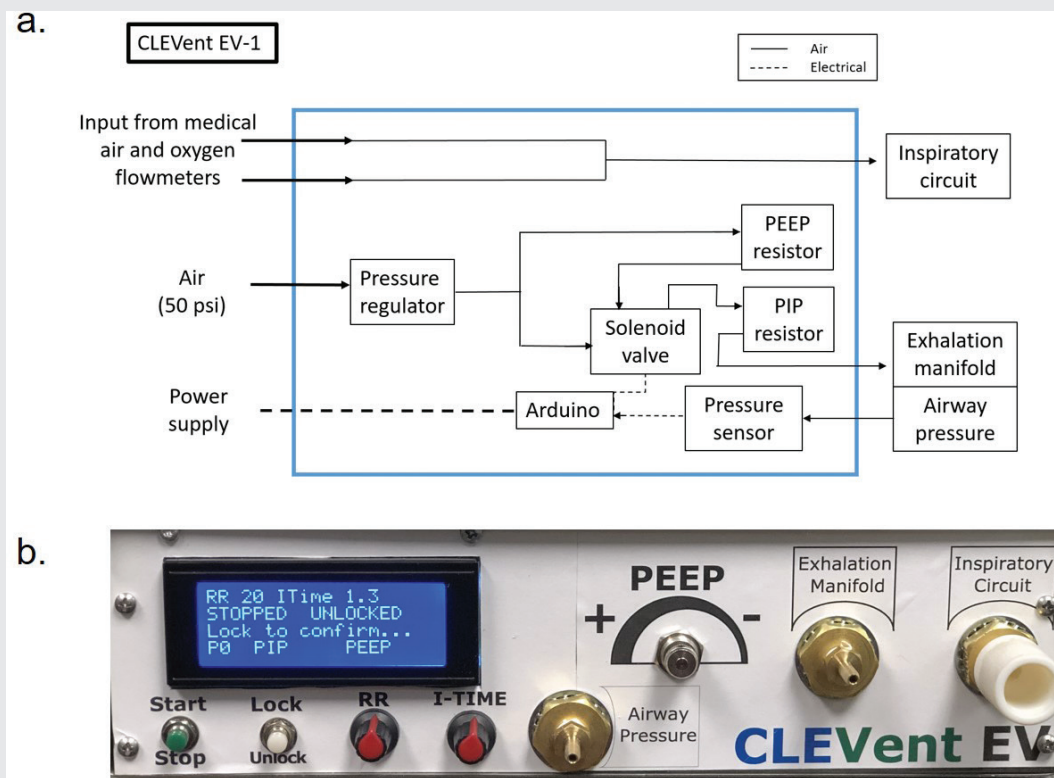 a.
CLEVent EV-1
Air
Electrical
Input from medical
air and oxygen
flowmeters
Inspiratory
circuit
PEEP
resistor
Air
(50 psi)
Pressure
regulator
Solenoid
valve
PIP
resistor
Exhalation
manifold
Airway
pressure
Power
supply
Arduino
Pressure
sensor
b.
RR 20 ITime 1.3
STOPPED UNLOCKED
Lock to confirm...
P0 PIP PEEP
Start
Stop
Lock
Unlock
RR
I-TIME
PEEP
+ -
Airway
Pressure
Exhalation
Manifold
Inspiratory
Circuit
CLEVent EV